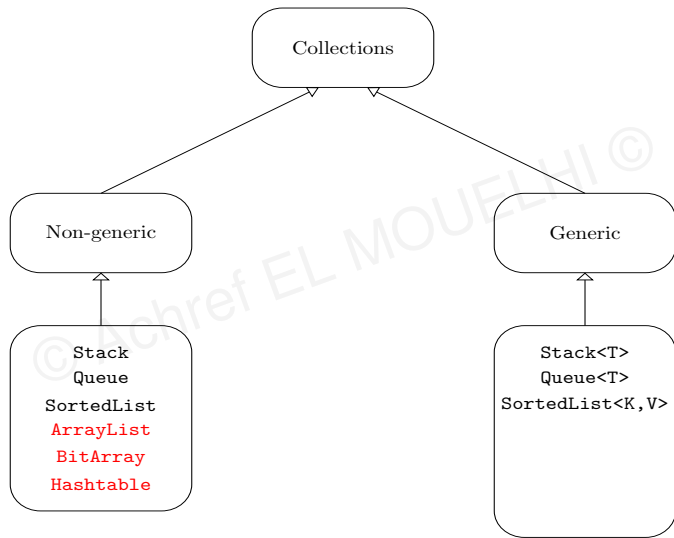 Collections
Non-generic
Generic
© Achref EL MOUELHI ©
Stack
Queue
SortedList
ArrayList
BitArray
Hashtable
Stack<T>
Queue<T>
SortedList<K,V>